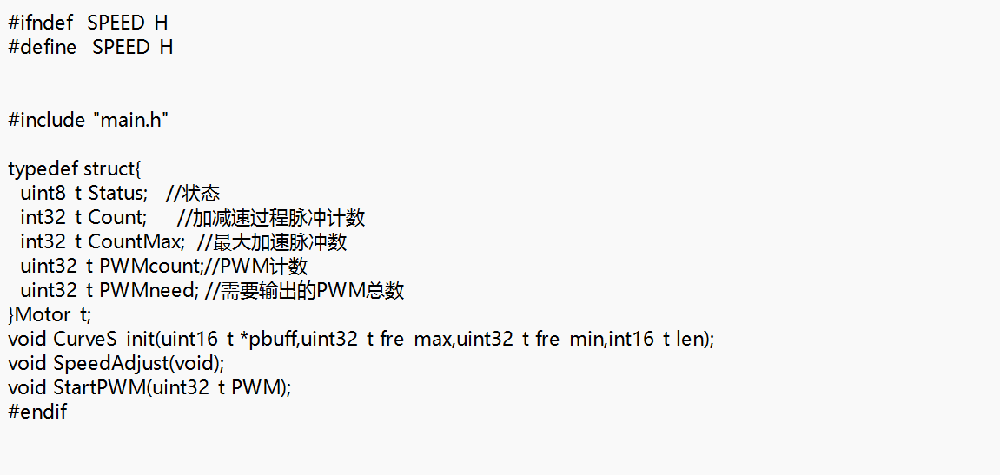 #ifndef  SPEED H
#define  SPEED H
#include "main.h"
typedef struct{
uint8 t Status;  //状态
int32 t Count;   //加减速过程脉冲计数
int32 t CountMax;  //最大加速脉冲数
uint32 t PWMcount;//PWM计数
uint32 t PWMneed; //需要输出的PWM总数
}Motor t;
void CurveS init(uint16 t *pbuff,uint32 t fre max,uint32 t fre min,int16 t len);
void SpeedAdjust(void);
void StartPWM(uint32 t PWM);
#endif